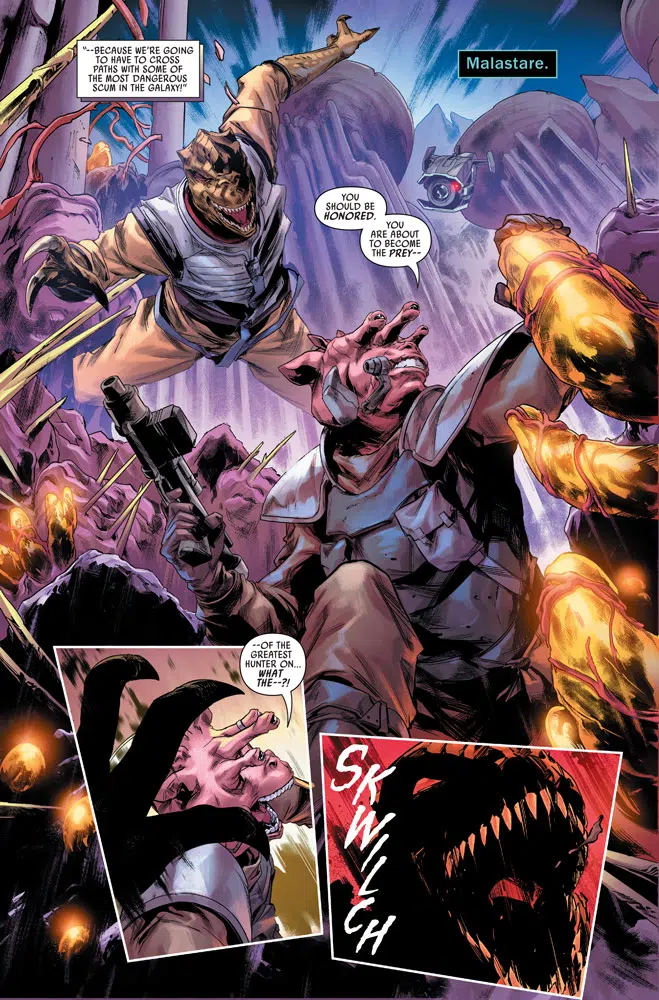 "--BECAUSE WE'RE GOING
TO HAVE TO CROSS
PATHS WITH SOME OF
THE MOST DANGEROUS
SCUM IN THE GALAXY!"
Malastare.
YOU
SHOULD BE
HONORED.
YOU
ARE ABOUT
TO BECOME
THE PREY--
--OF THE
GREATEST
HUNTER ON...
WHAT
THE--?!
SKWILCH